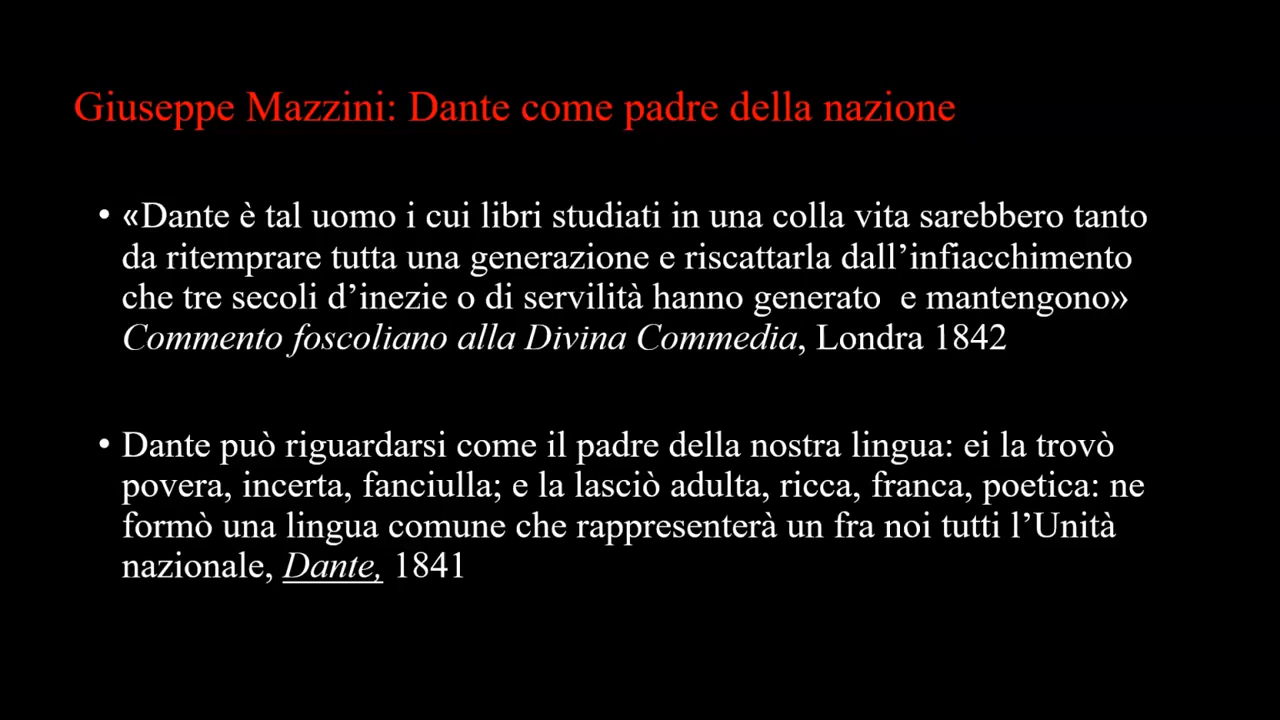 Giuseppe Mazzini: Dante come padre della nazione
• «Dante è tal uomo i cui libri studiati in una colla vita sarebbero tanto
da ritemprare tutta una generazione e riscattarla dall’infiacchimento
che tre secoli d’inezie o di servilità hanno generato  e mantengono»
Commento foscoliano alla Divina Commedia, Londra 1842
• Dante può riguardarsi come il padre della nostra lingua: ei la trovò
povera, incerta, fanciulla; e la lasciò adulta, ricca, franca, poetica: ne
formò una lingua comune che rappresenterà un fra noi tutti l’Unità
nazionale, Dante, 1841